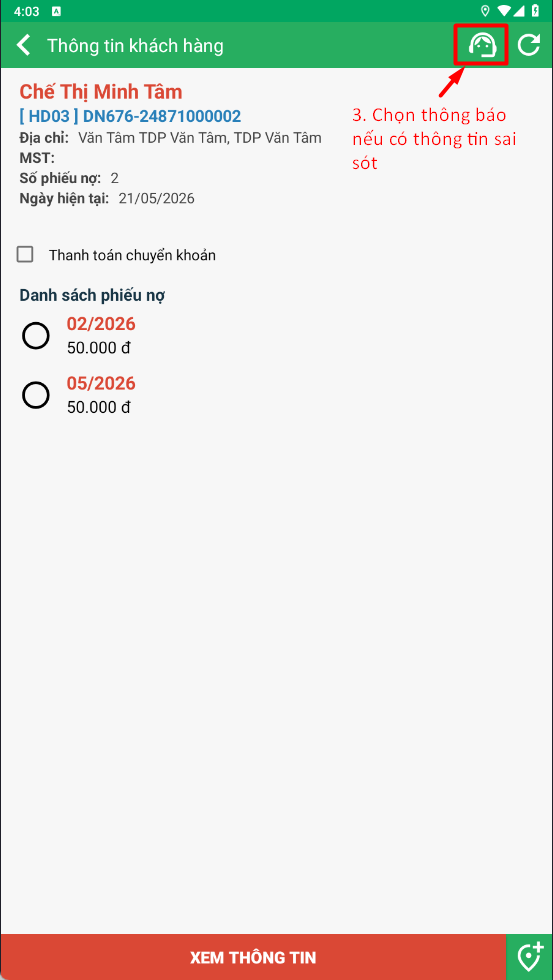 4:03
A
Thông tin khách hàng
Chế Thị Minh Tâm
[ HD03 ] DN676-24871000002
Địa chỉ: Văn Tâm TDP Văn Tâm, TDP Văn Tâm
MST:
Số phiếu nợ: 2
Ngày hiện tại: 21/05/2026
3. Chọn thông báo
nếu có thông tin sai
sót
Thanh toán chuyển khoản
Danh sách phiếu nợ
02/2026
50.000 đ
05/2026
50.000 đ
XEM THÔNG TIN